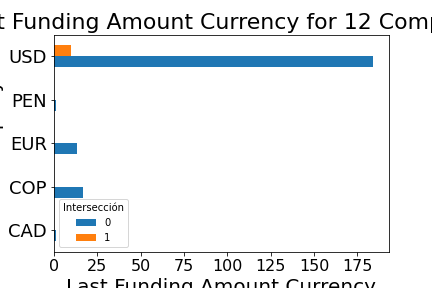 Funding Amount Currency for 12
USD
PEN
EUR
COP
CAD
Intersección
0
1
0 25 50 75 100 125 150 175
Last Funding Amount Currency